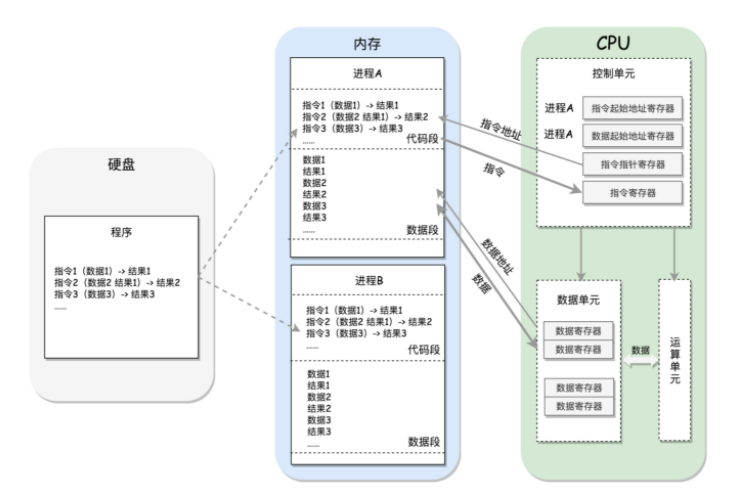 硬盘
程序
指令1（数据1）-> 结果1
指令2（数据2 结果1）-> 结果2
指令3（数据3）-> 结果3
......
内存
进程A
指令1（数据1）-> 结果1
指令2（数据2 结果1）-> 结果2
指令3（数据3）-> 结果3
......
代码段
数据1
结果1
数据2
结果2
数据3
结果3
......
数据段
进程B
指令1（数据1）-> 结果1
指令2（数据2 结果1）-> 结果2
指令3（数据3）-> 结果3
......
代码段
数据1
结果1
数据2
结果2
数据3
结果3
......
数据段
指令地址
指令
数据地址
数据
CPU
控制单元
进程A
指令起始地址寄存器
进程A
数据起始地址寄存器
指令指针寄存器
指令寄存器
数据单元
数据寄存器
数据寄存器
数据寄存器
数据寄存器
数据
运算单元